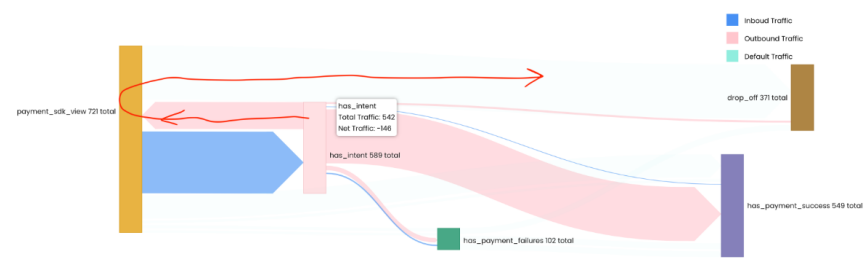 Inboud Traffic
Outbound Traffic
Default Traffic
drop_off 371 total
payment_sdk_view 721 total
has_intent
Total Traffic: 542
Net Traffic: -146
has_intent 589 total
has_payment_success 549 total
has_payment_failures 102 total